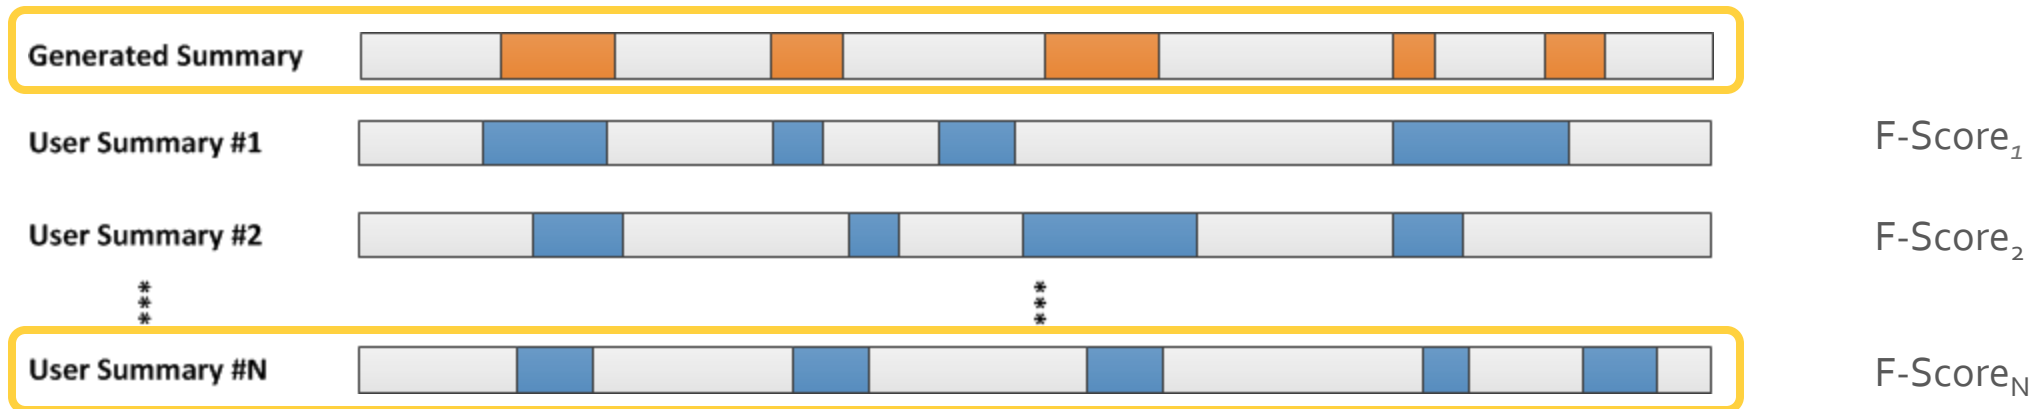 Generated Summary
User Summary #1 F-Score1
User Summary #2 F-Score2
***
***
User Summary #N F-ScoreN